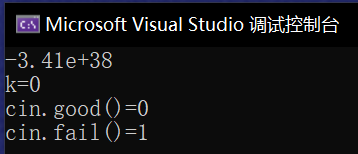 Microsoft Visual Studio 调试控制台
-3.41e+38
k=0
cin.good()=0
cin.fail()=1